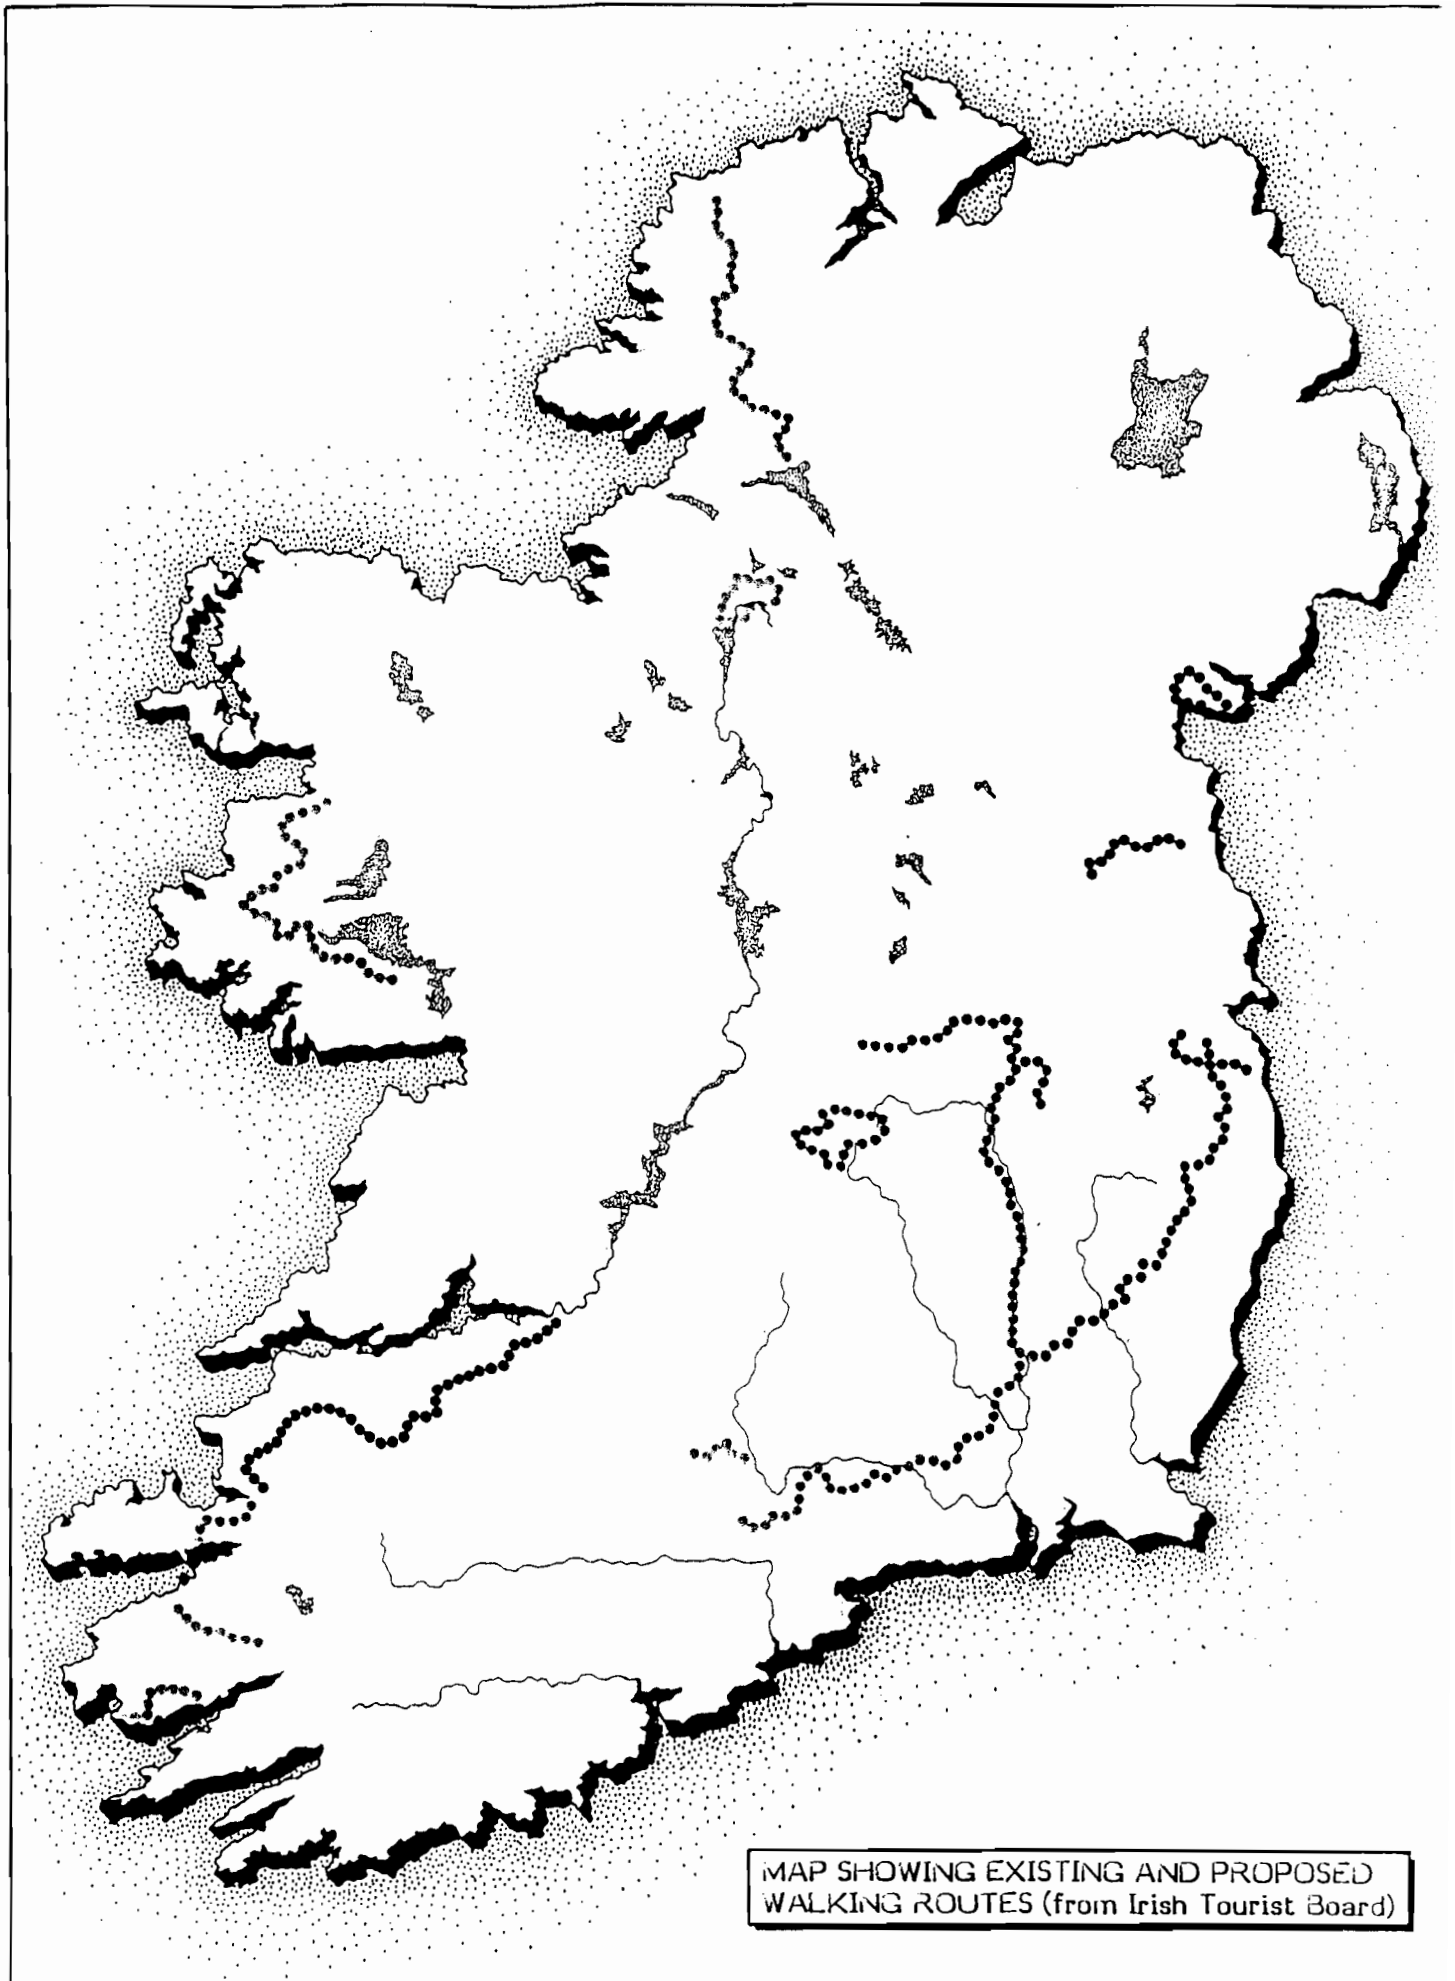 MAP SHOWING EXISTING AND PROPOSED
WALKING ROUTES (from Irish Tourist Board)